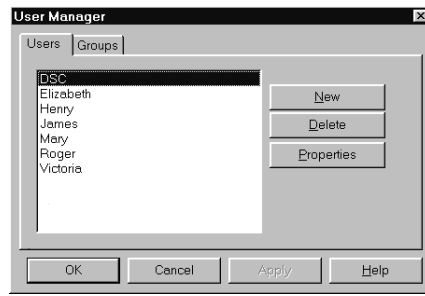 User Manager
Users Groups
DSC
Elizabeth
Henry
James
Mary
Roger
Victoria
New
Delete
Properties
OK Cancel Apply Help